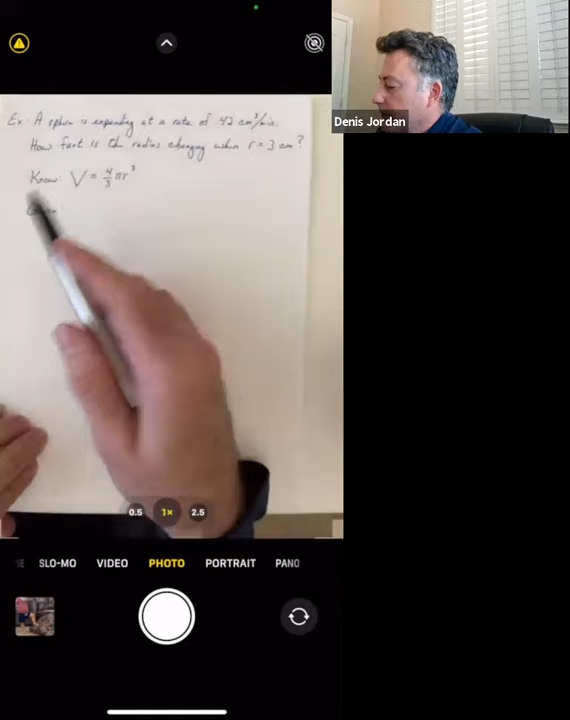 Denis Jordan
Ex: A sphere is expanding at a rate of 42 cm³/min.
How fast is the radius changing when r = 3 cm?
Know: V = 4/3 πr³
0.5 1× 2.5
SLO-MO VIDEO PHOTO PORTRAIT PANO